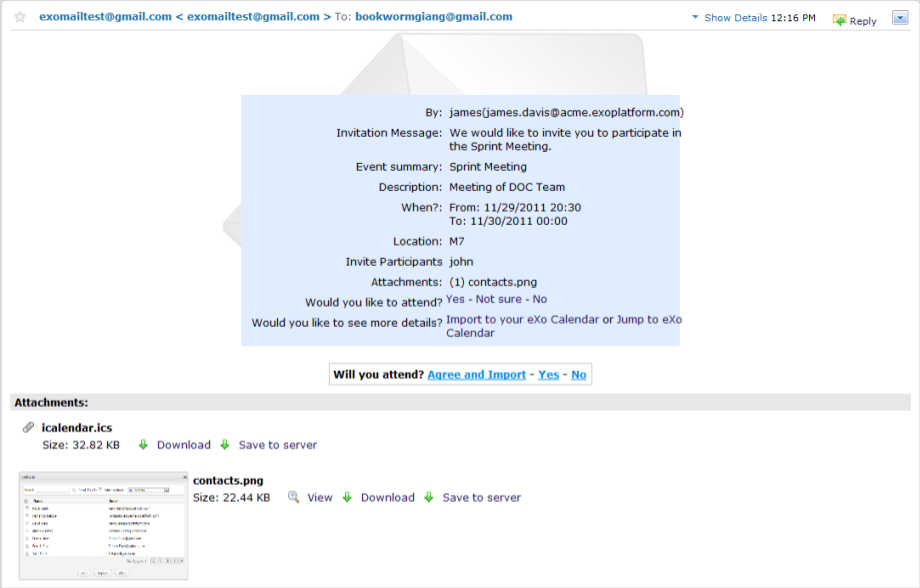 exomailtest@gmail.com < exomailtest@gmail.com > To: bookwormgiang@gmail.com Show Details 12:16 PM Reply
By: james(james.davis@acme.exoplatform.com)
Invitation Message: We would like to invite you to participate in
the Sprint Meeting.
Event summary: Sprint Meeting
Description: Meeting of DOC Team
When?: From: 11/29/2011 20:30
To: 11/30/2011 00:00
Location: M7
Invite Participants john
Attachments: (1) contacts.png
Would you like to attend? Yes - Not sure - No
Would you like to see more details? Import to your eXo Calendar or Jump to eXo
Calendar
Will you attend? Agree and Import - Yes - No
Attachments:
icalendar.ics
Size: 32.82 KB Download Save to server
contacts.png
Size: 22.44 KB View Download Save to server